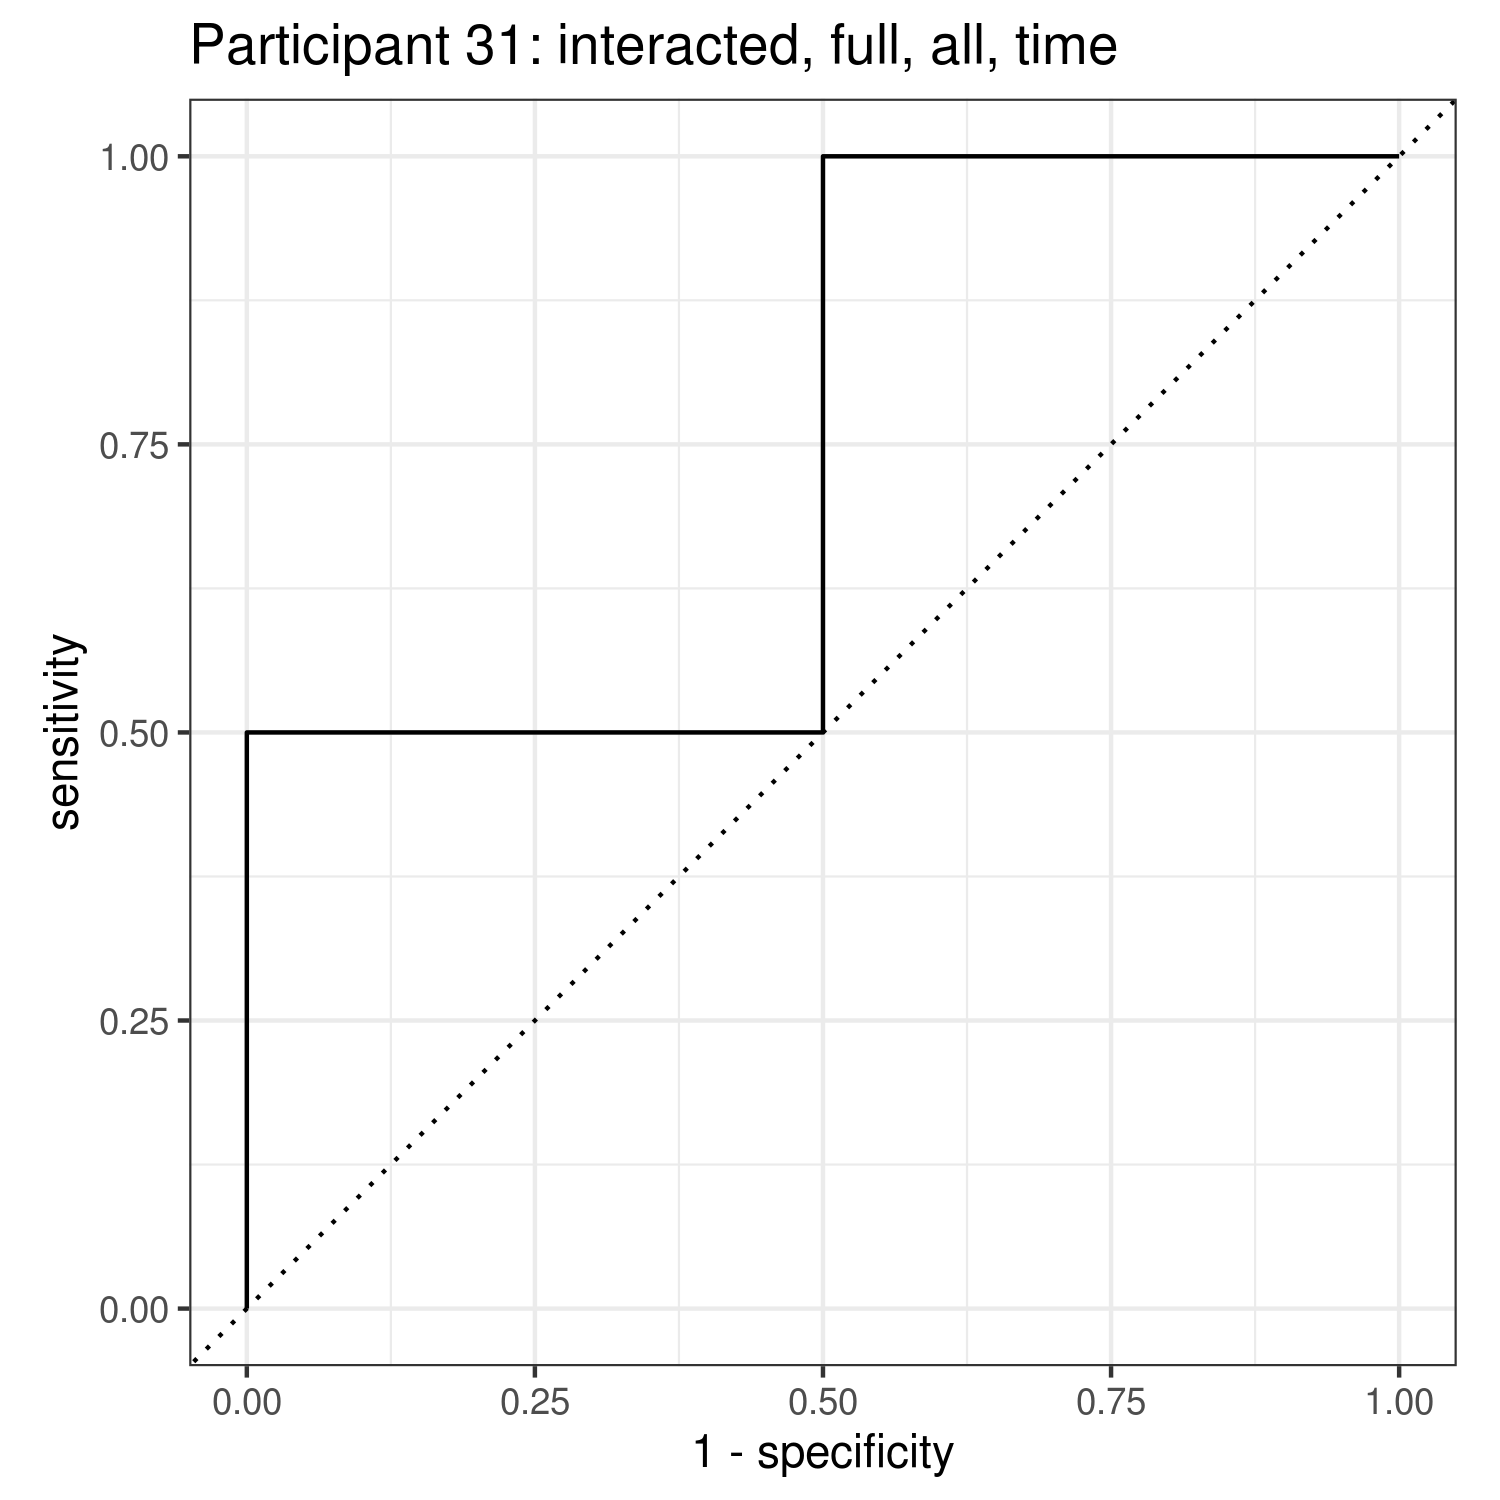 Participant 31: interacted, full, all, time
1.00
0.75
0.50
0.25
0.00
sensitivity
0.00 0.25 0.50 0.75 1.00
1 - specificity